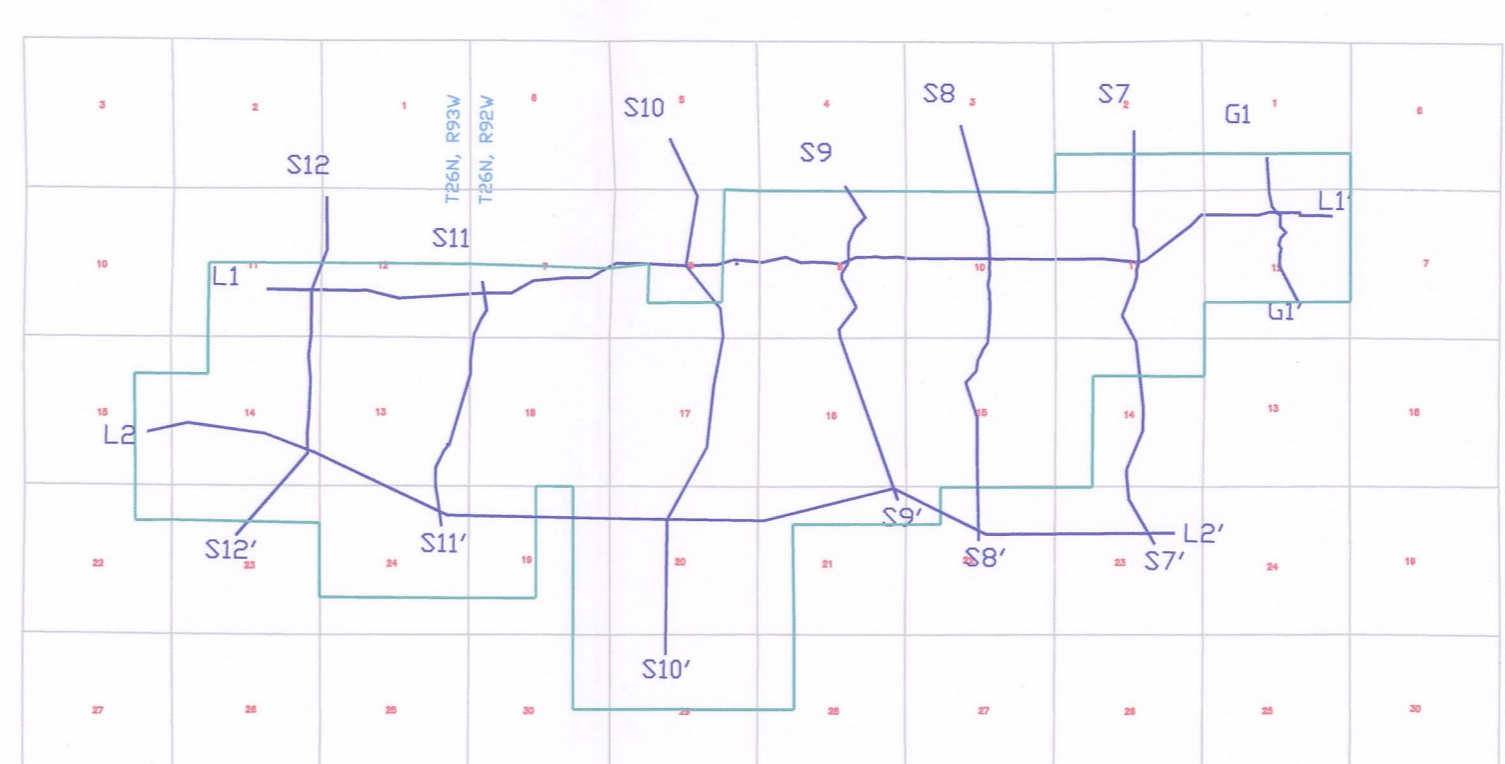 3 2 1 6 5 4 3 2 1 6
S10 S8 S7 G1
S9
S12
T26N, R93W
T26N, R92W
S11
L1'
10 11 12 7 9 10 11 12 7
L1
G1'
15 14 13 18 17 16 15 14 13 18
L2
S12' S11' S9' S8' S7' L2'
22 23 24 19 20 21 22 23 24 19
S10'
27 26 25 30 29 28 27 26 25 30